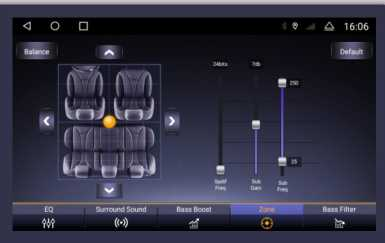 16:06
Balance
Default
24bits 7db
250
25
Spdif Freq
Sub Gain
Sub Freq
EQ Surround Sound Bass Boost Zone Bass Filter